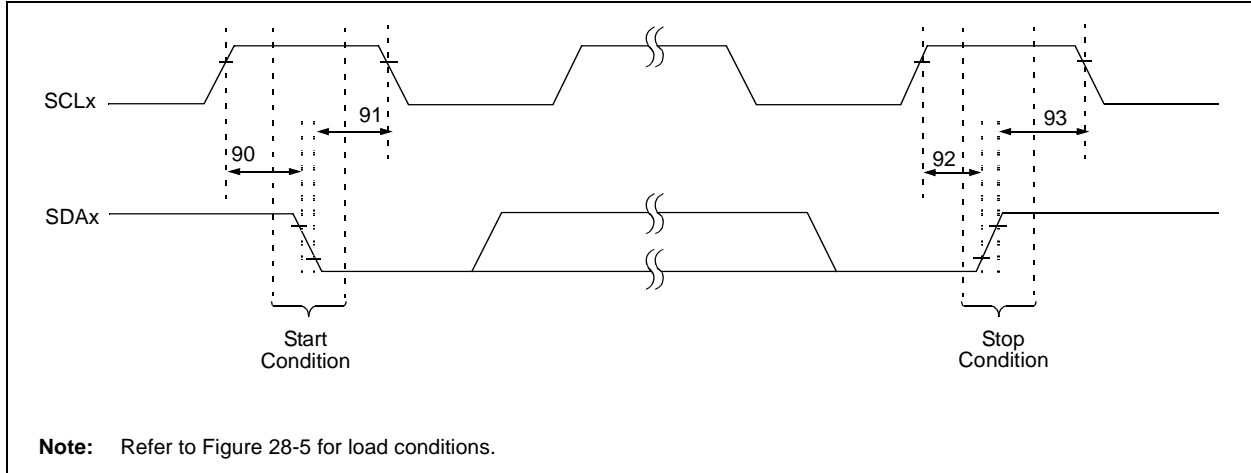 SCLx
91
93
90
92
SDAx
Start
Condition
Stop
Condition
Note: Refer to Figure 28-5 for load conditions.